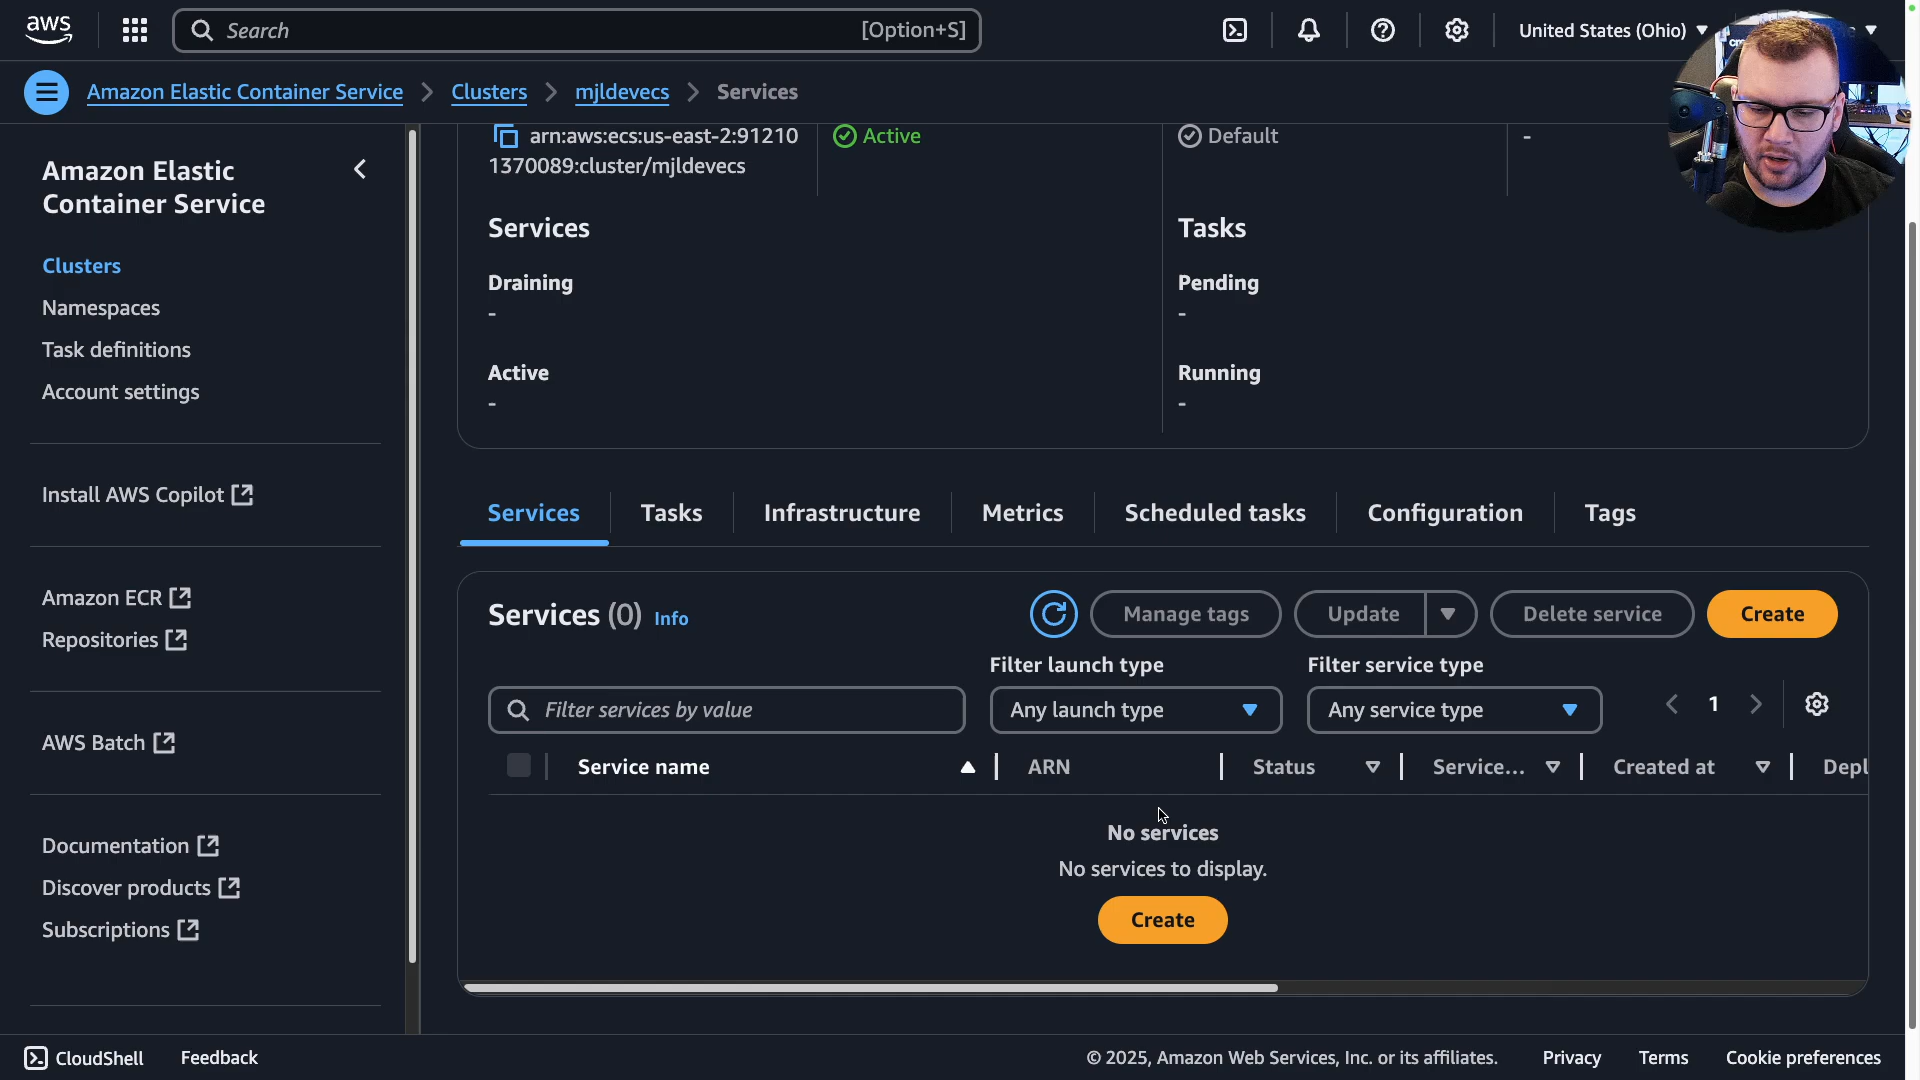 aws
Search
[Option+S]
United States (Ohio)
Amazon Elastic Container Service
Clusters
mjldevecs
Services
Amazon Elastic
Container Service
Clusters
Namespaces
Task definitions
Account settings
Install AWS Copilot
Amazon ECR
Repositories
AWS Batch
Documentation
Discover products
Subscriptions
arn:aws:ecs:us-east-2:91210
1370089:cluster/mjldevecs
Active
Default
-
Services
Tasks
Draining
-
Pending
-
Active
-
Running
-
Services
Tasks
Infrastructure
Metrics
Scheduled tasks
Configuration
Tags
Services (0)
Info
Manage tags
Update
Delete service
Create
Filter launch type
Filter service type
Filter services by value
Any launch type
Any service type
1
Service name
ARN
Status
Service...
Created at
Depl
No services
No services to display.
Create
CloudShell
Feedback
© 2025, Amazon Web Services, Inc. or its affiliates.
Privacy
Terms
Cookie preferences